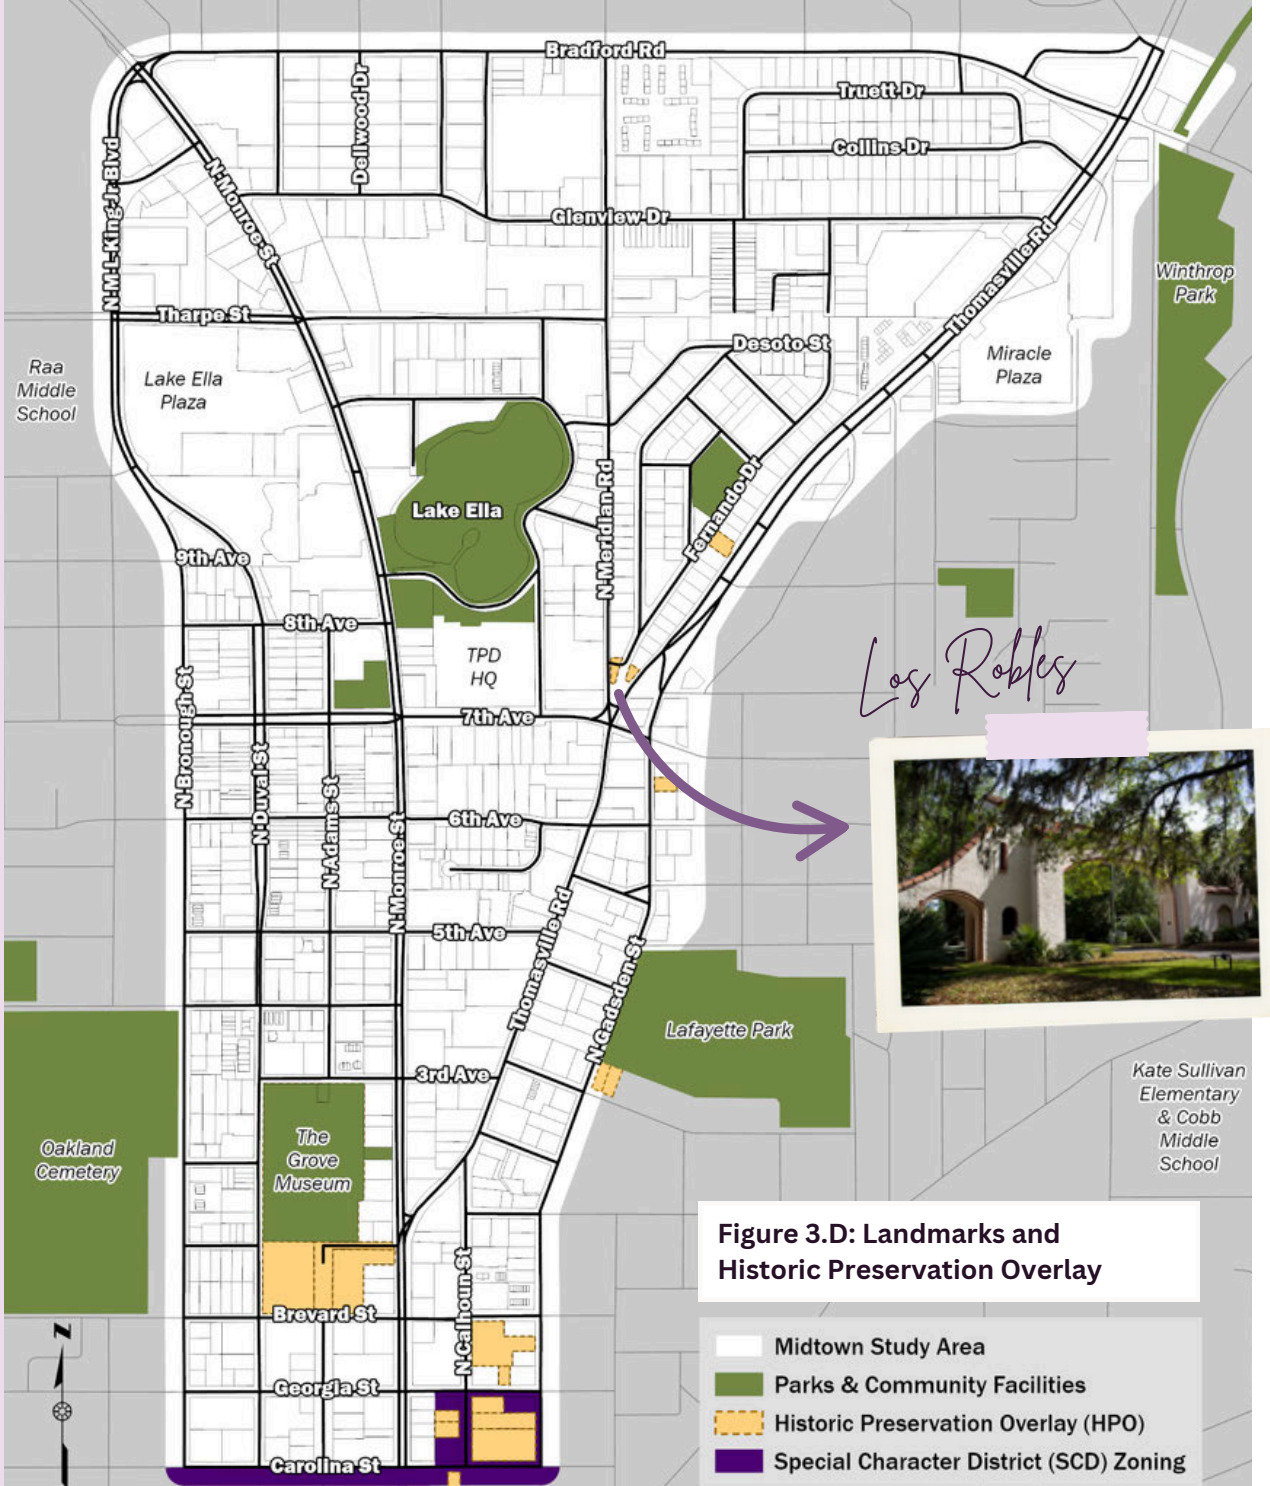 Bradford Rd
Truett Dr
Dellwood Dr
Collins Dr
N M L King Jr Blvd
N Monroe St
Glenview Dr
Thomasville Rd
Winthrop
Park
Tharpe St
Desoto St
Raa
Middle
School
Lake Ella
Plaza
Miracle
Plaza
Lake Ella
N Meridian Rd
Fernando Dr
9th Ave
8th Ave
TPD
HQ
Los Robles
N Bronough St
7th Ave
N Duval St
N Adams St
N Monroe St
6th Ave
5th Ave
Thomasville Rd
N Gadsden St
Lafayette Park
3rd Ave
Kate Sullivan
Elementary
& Cobb
Middle
School
Oakland
Cemetery
The
Grove
Museum
Figure 3.D: Landmarks and
Historic Preservation Overlay
N Calhoun St
Brevard St
Georgia St
Carolina St
N
Midtown Study Area
Parks & Community Facilities
Historic Preservation Overlay (HPO)
Special Character District (SCD) Zoning